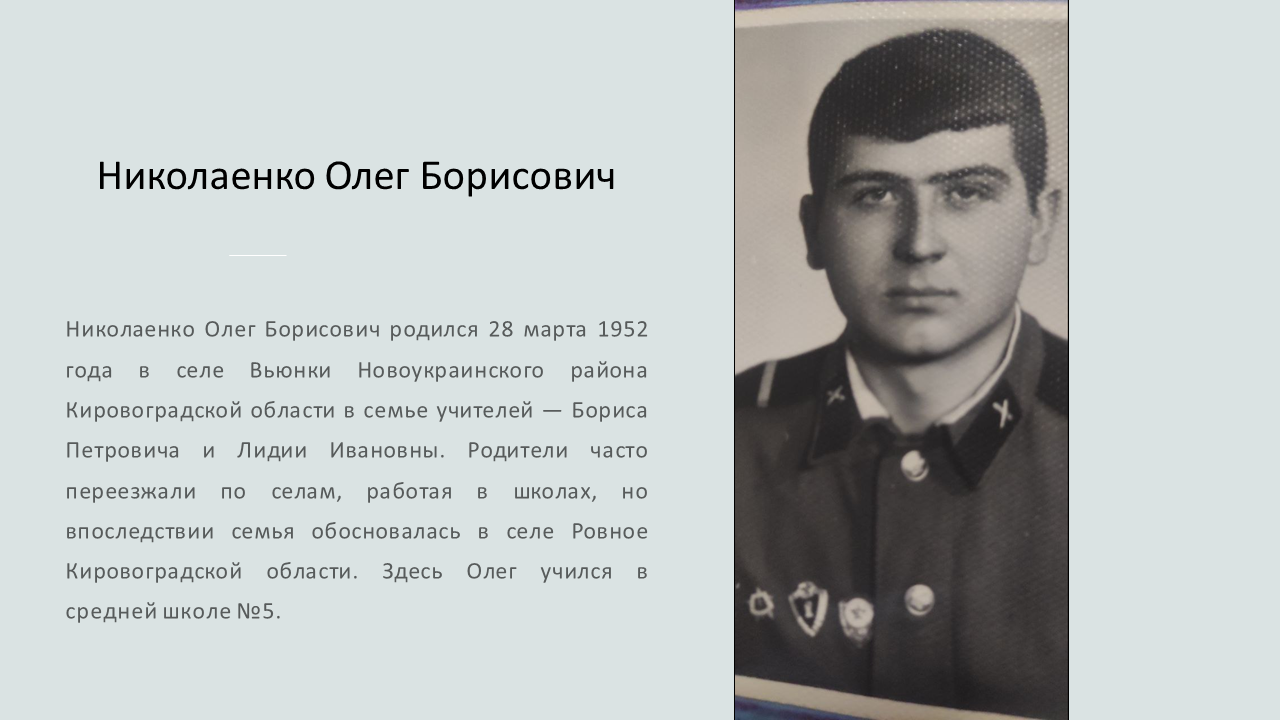 Николаенко Олег Борисович
Николаенко Олег Борисович родился 28 марта 1952
года в селе Вьюнки Новоукраинского района
Кировоградской области в семье учителей — Бориса
Петровича и Лидии Ивановны. Родители часто
переезжали по селам, работая в школах, но
впоследствии семья обосновалась в селе Ровное
Кировоградской области. Здесь Олег учился в
средней школе №5.